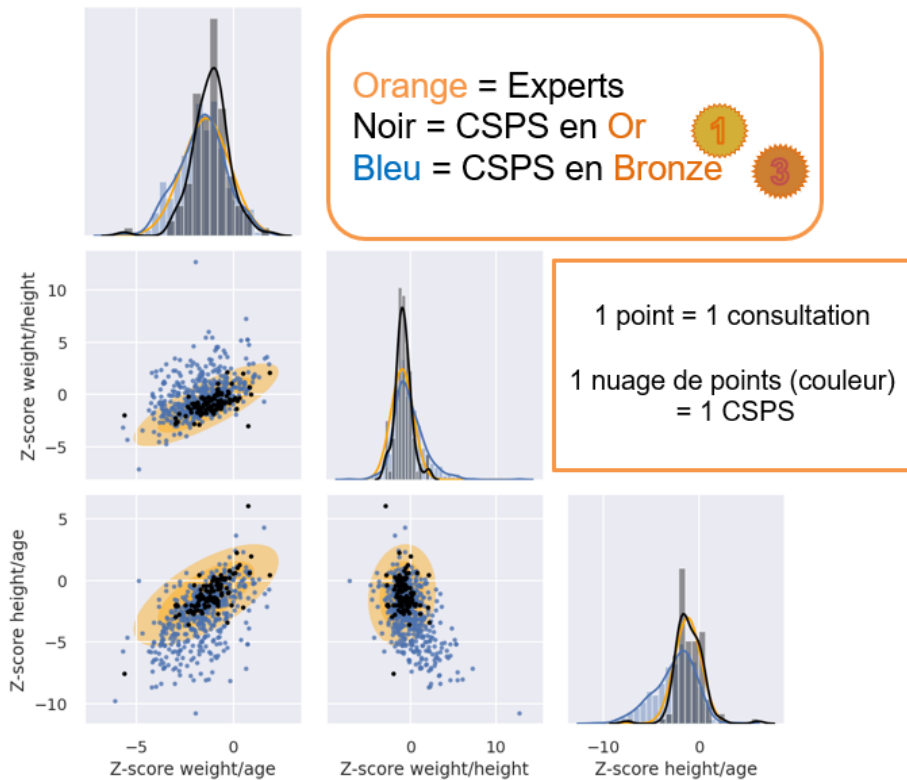 Orange = Experts
Noir = CSPS en Or
1
Bleu = CSPS en Bronze
3
1 point = 1 consultation
1 nuage de points (couleur)
= 1 CSPS
Z-score weight/height
10
5
0
−5
Z-score height/age
5
0
−5
−10
−5
0
Z-score weight/age
0
10
Z-score weight/height
−10
0
Z-score height/age